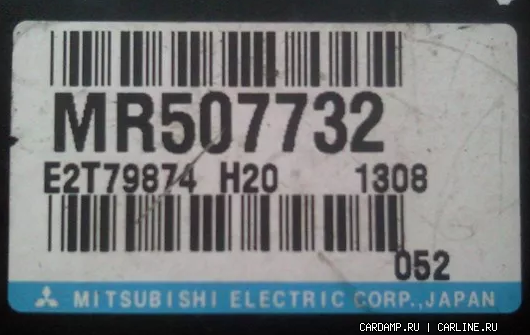 MR507732
E2T79874 H20 1308
052
MITSUBISHI ELECTRIC CORP., JAPAN
CARDAMP.RU | CARLINE.RU